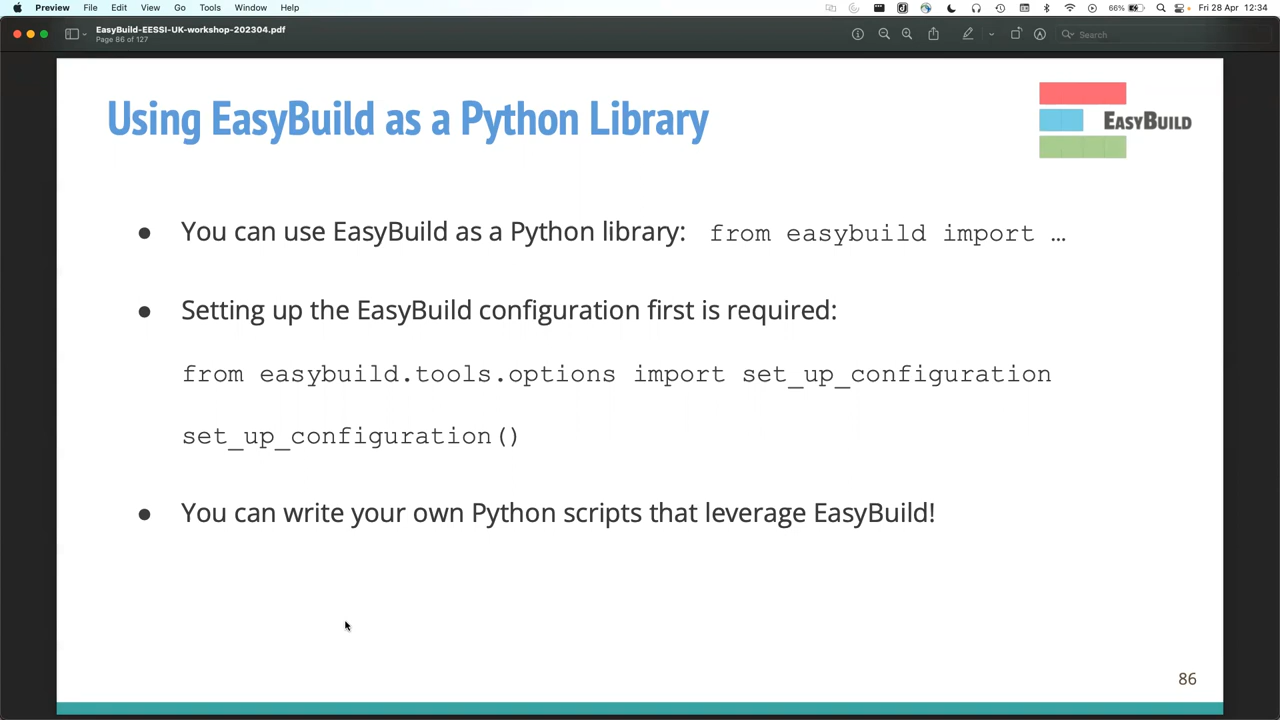 Preview File Edit View Go Tools Window Help 66% Fri 28 Apr 12:34
EasyBuild-EESSI-UK-workshop-202304.pdf
Page 86 of 127
Search
Using EasyBuild as a Python Library
EASYBUILD
● You can use EasyBuild as a Python library: from easybuild import …
● Setting up the EasyBuild configuration first is required:
from easybuild.tools.options import set_up_configuration
set_up_configuration()
● You can write your own Python scripts that leverage EasyBuild!
86